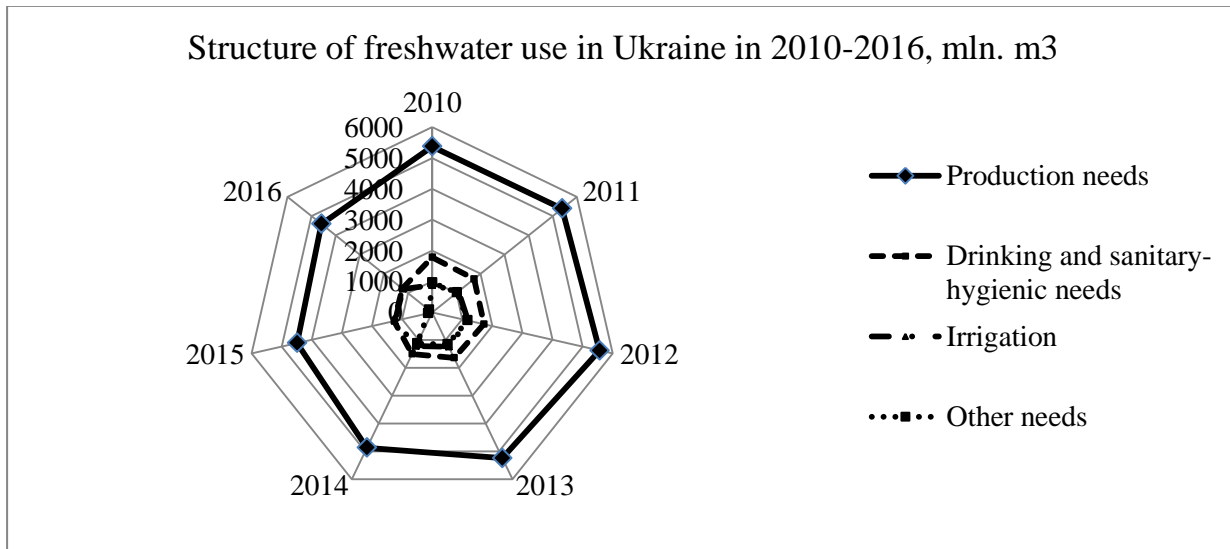 Structure of freshwater use in Ukraine in 2010-2016, mln. m3
2010
6000
5000
4000
3000
2000
1000
0
2011
2012
2013
2014
2015
2016
Production needs
Drinking and sanitary-
hygienic needs
Irrigation
Other needs